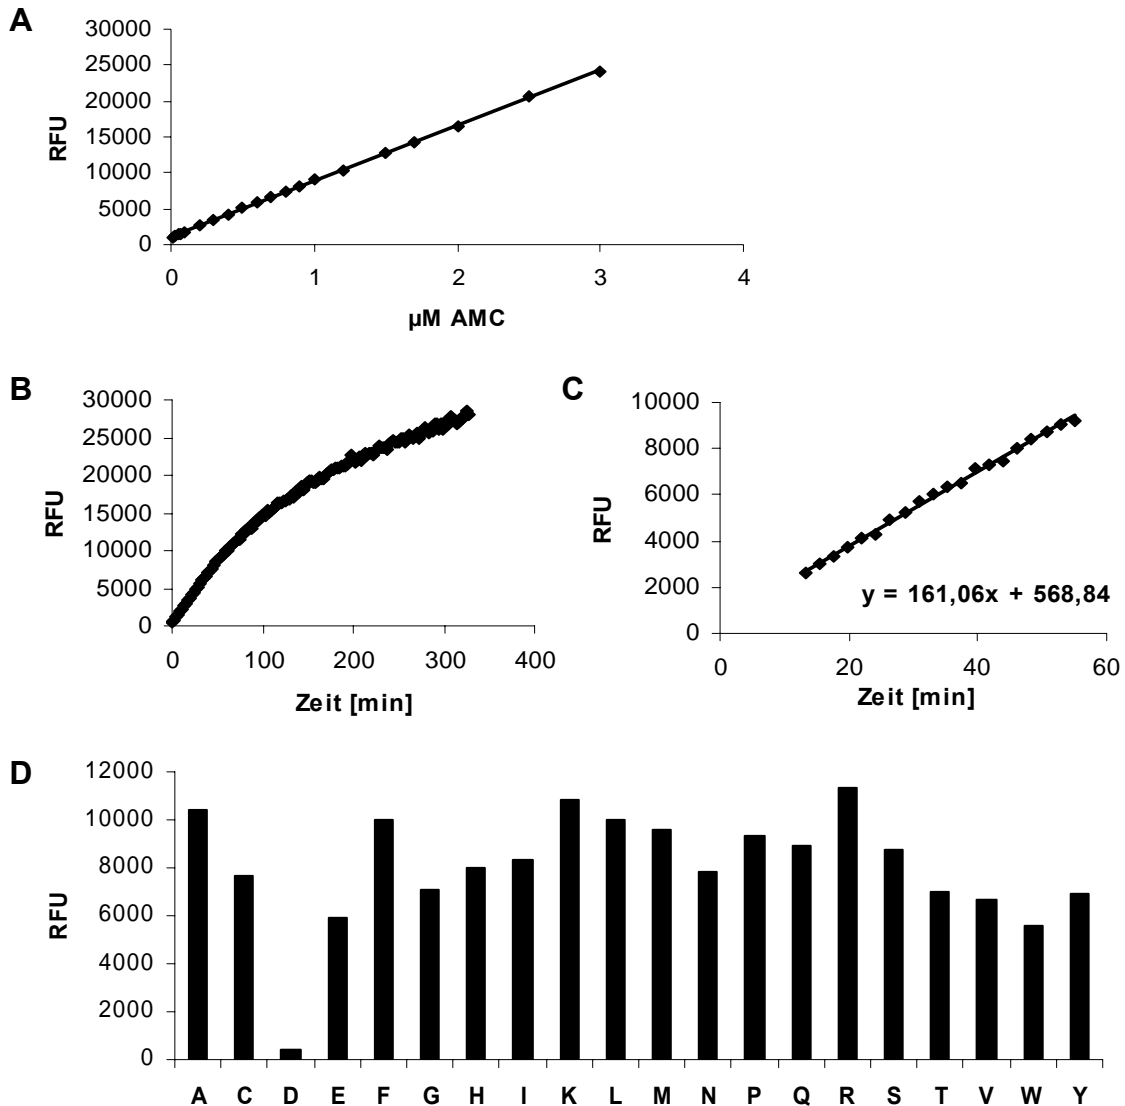 A
30000
25000
20000
15000
10000
5000
0
RFU
0 1 2 3 4
µM AMC
B
30000
25000
20000
15000
10000
5000
0
RFU
0 100 200 300 400
Zeit [min]
C
10000
8000
6000
4000
2000
0
RFU
y = 161,06x + 568,84
0 20 40 60
Zeit [min]
D
12000
10000
8000
6000
4000
2000
0
RFU
A C D E F G H I K L M N P Q R S T V W Y